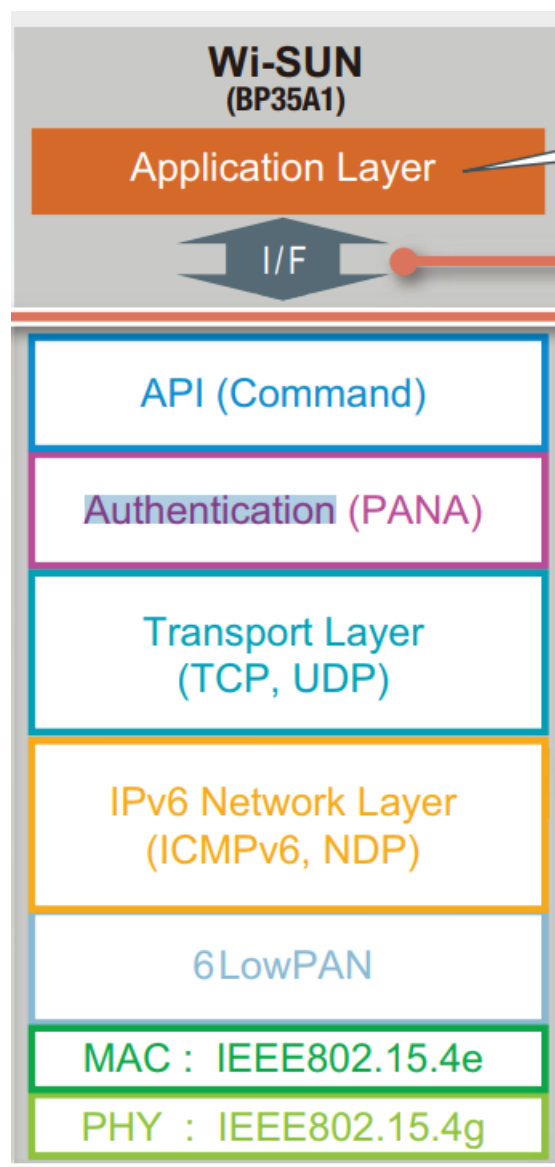 Wi-SUN
(BP35A1)
Application Layer
I/F
API (Command)
Authentication (PANA)
Transport Layer
(TCP, UDP)
IPv6 Network Layer
(ICMPv6, NDP)
6LowPAN
MAC : IEEE802.15.4e
PHY : IEEE802.15.4g